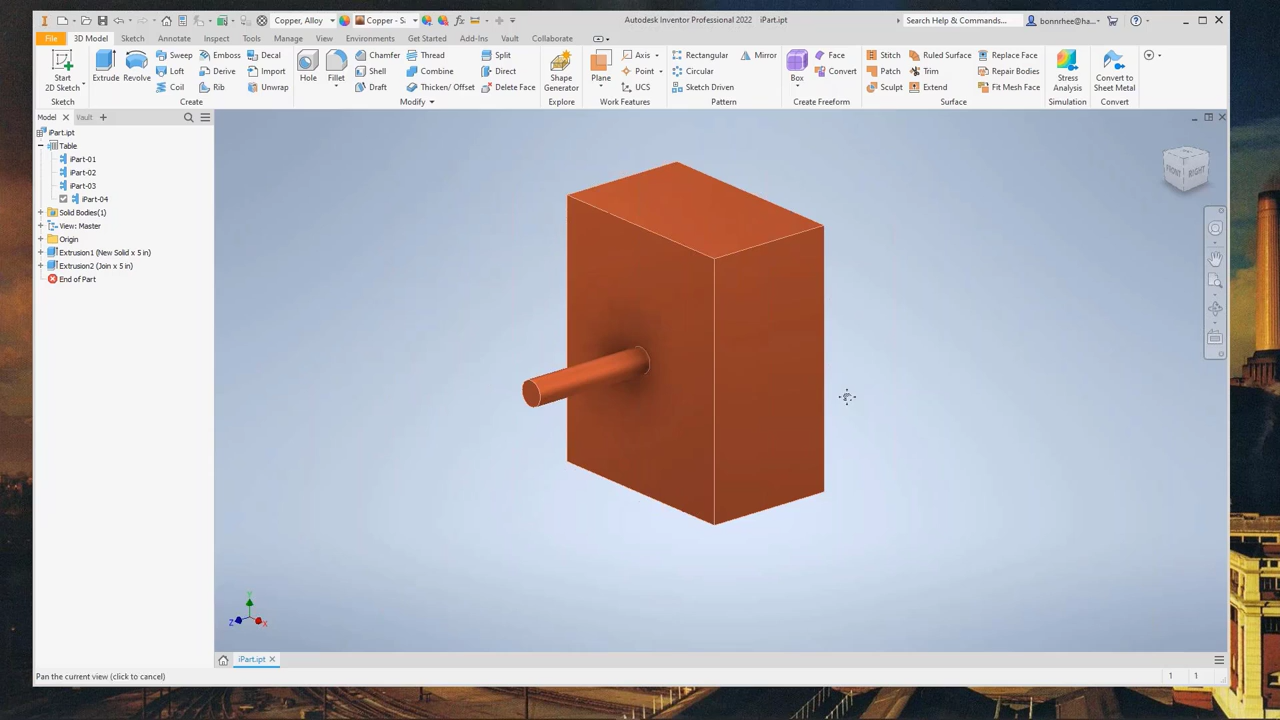 Copper, Alloy
Copper - Sa
Autodesk Inventor Professional 2022 iPart.ipt
Search Help & Commands...
bonnrhee@ha...
File 3D Model Sketch Annotate Inspect Tools Manage View Environments Get Started Add-Ins Vault Collaborate
Start
2D Sketch
Sketch
Extrude
Revolve
Sweep
Emboss
Decal
Loft
Derive
Import
Coil
Rib
Unwrap
Create
Hole
Fillet
Chamfer
Thread
Split
Shell
Combine
Direct
Draft
Thicken/ Offset
Delete Face
Modify
Shape
Generator
Explore
Plane
Axis
Point
UCS
Work Features
Rectangular
Mirror
Circular
Sketch Driven
Pattern
Box
Face
Convert
Create Freeform
Stitch
Ruled Surface
Replace Face
Patch
Trim
Repair Bodies
Sculpt
Extend
Fit Mesh Face
Surface
Stress
Analysis
Simulation
Convert to
Sheet Metal
Convert
Model
Vault
iPart.ipt
Table
iPart-01
iPart-02
iPart-03
iPart-04
Solid Bodies(1)
View: Master
Origin
Extrusion1 (New Solid x 5 in)
Extrusion2 (Join x 5 in)
End of Part
FRONT
RIGHT
Y
Z
X
iPart.ipt
Pan the current view (click to cancel)
1 1